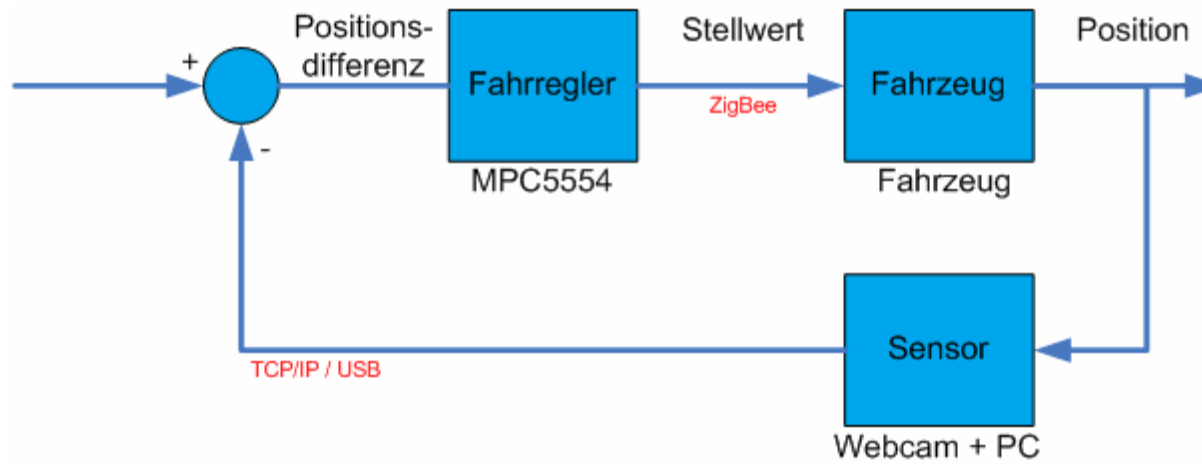 +
Positions-
differenz
Fahrregler
MPC5554
Stellwert
ZigBee
Fahrzeug
Fahrzeug
Position
-
TCP/IP / USB
Sensor
Webcam + PC